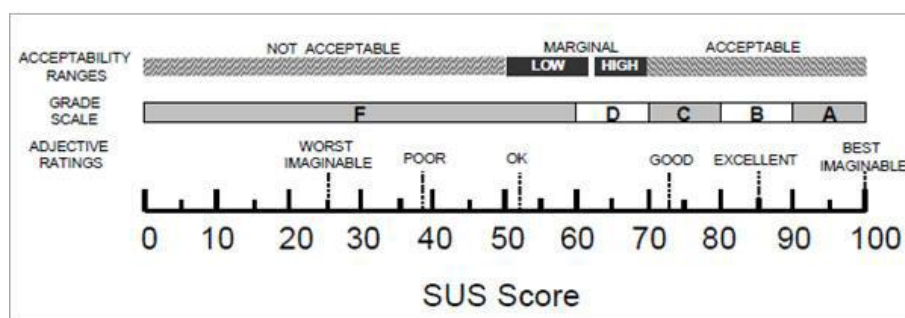 NOT ACCEPTABLE MARGINAL ACCEPTABLE
ACCEPTABILITY
RANGES
LOW HIGH
GRADE
SCALE
F D C B A
ADJECTIVE
RATINGS
WORST
IMAGINABLE
POOR OK GOOD EXCELLENT
BEST
IMAGINABLE
0 10 20 30 40 50 60 70 80 90 100
SUS Score